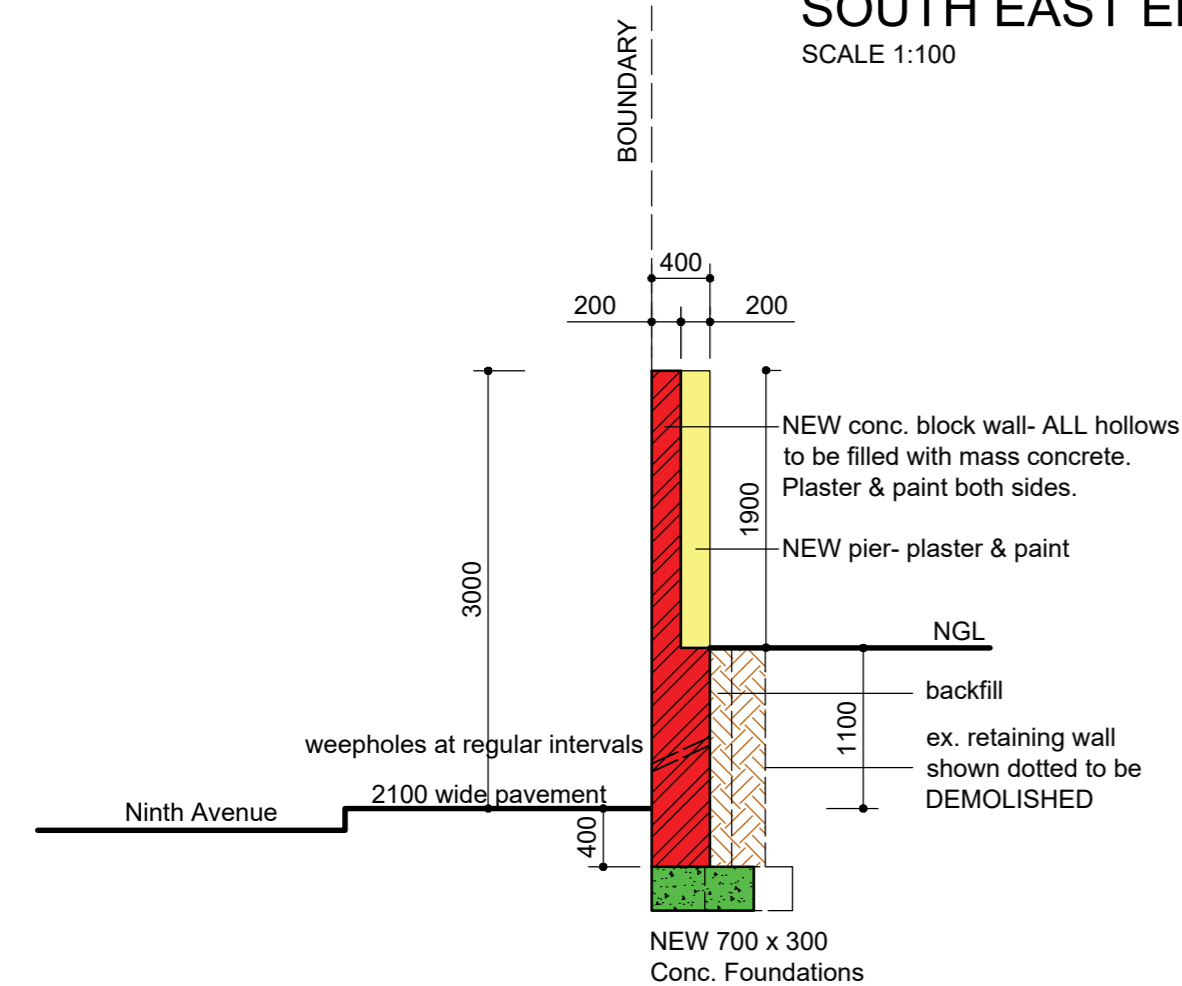 SOUTH EAST
SCALE 1:100
BOUNDARY
400
200
200
3000
1900
NEW conc. block wall- ALL hollows
to be filled with mass concrete.
Plaster & paint both sides.
NEW pier- plaster & paint
NGL
backfill
1100
ex. retaining wall
shown dotted to be
DEMOLISHED
weepholes at regular intervals
2100 wide pavement
Ninth Avenue
400
NEW 700 x 300
Conc. Foundations